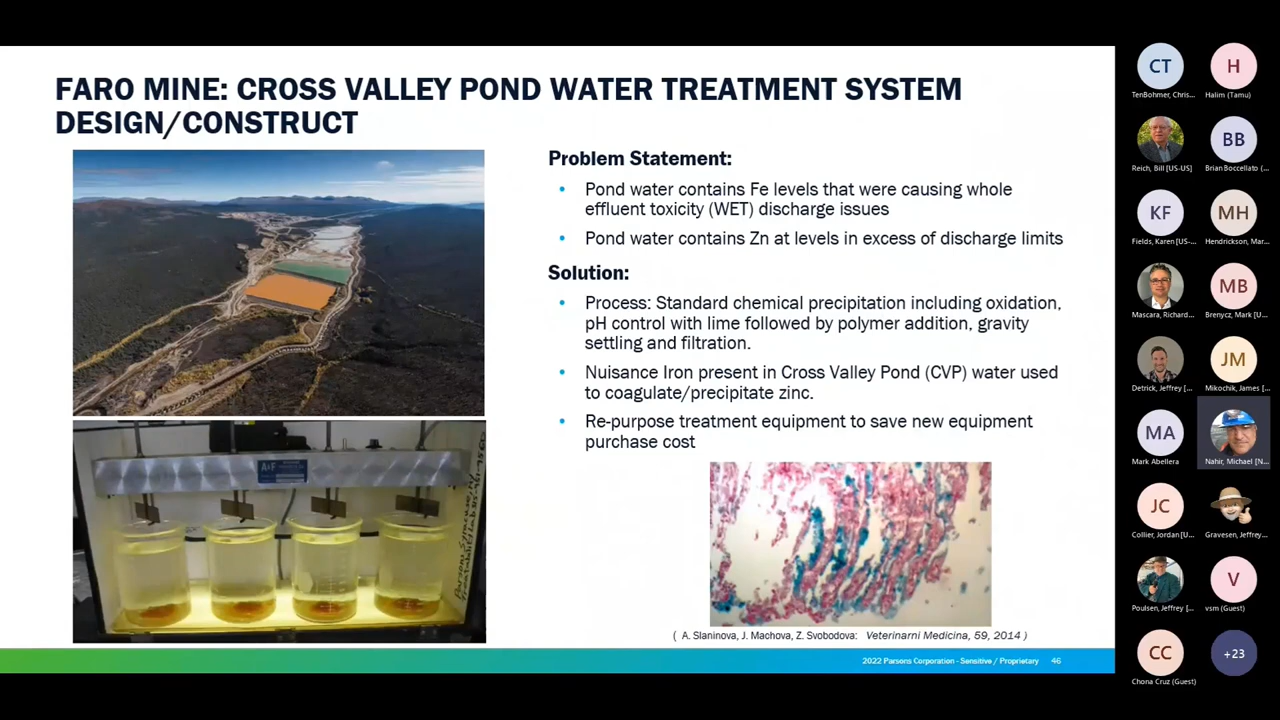 FARO MINE: CROSS VALLEY POND WATER TREATMENT SYSTEM
DESIGN/CONSTRUCT
Problem Statement:
• Pond water contains Fe levels that were causing whole
effluent toxicity (WET) discharge issues
• Pond water contains Zn at levels in excess of discharge limits
Solution:
• Process: Standard chemical precipitation including oxidation,
pH control with lime followed by polymer addition, gravity
settling and filtration.
• Nuisance Iron present in Cross Valley Pond (CVP) water used
to coagulate/precipitate zinc.
• Re-purpose treatment equipment to save new equipment
purchase cost
( A. Slaninova, J. Machova, Z. Svobodova: Veterinarni Medicina, 59, 2014 )
2022 Parsons Corporation - Sensitive / Proprietary 46
CT
TenBohmer, Chris...
H
Halim (Tamu)
Reich, Bill [US-US]
BB
Brian Boccellato (...
KF
Fields, Karen [US-...
MH
Hendrickson, Mar...
Mascara, Richard...
MB
Brenycz, Mark [U...
Detrick, Jeffrey [...
JM
Mikochik, James [...
MA
Mark Abellera
Nahir, Michael [N...
JC
Collier, Jordan [U...
Gravesen, Jeffrey...
Poulsen, Jeffrey [...
V
vsm (Guest)
CC
Chona Cruz (Guest)
+23